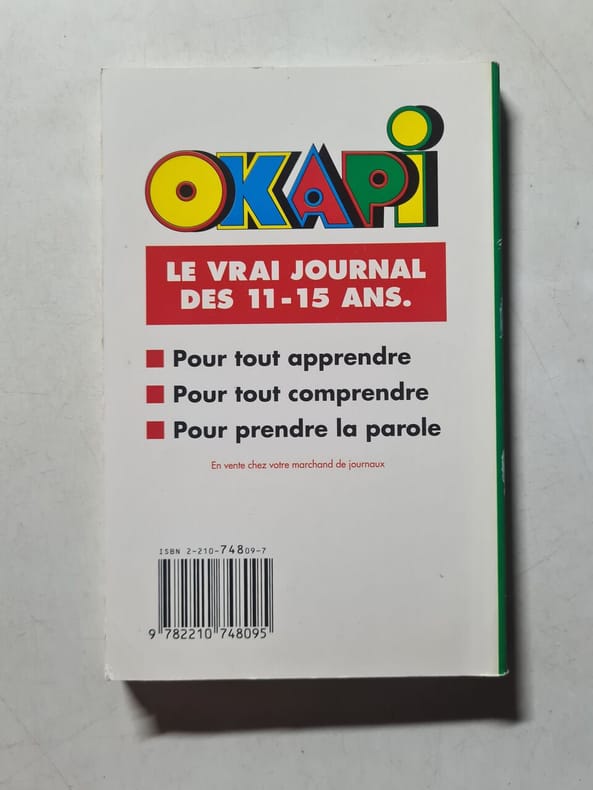 OKAPi
LE VRAI JOURNAL
DES 11-15 ANS.
Pour tout apprendre
Pour tout comprendre
Pour prendre la parole
En vente chez votre marchand de journaux
ISBN 2-210-74809-7
9 782210 748095